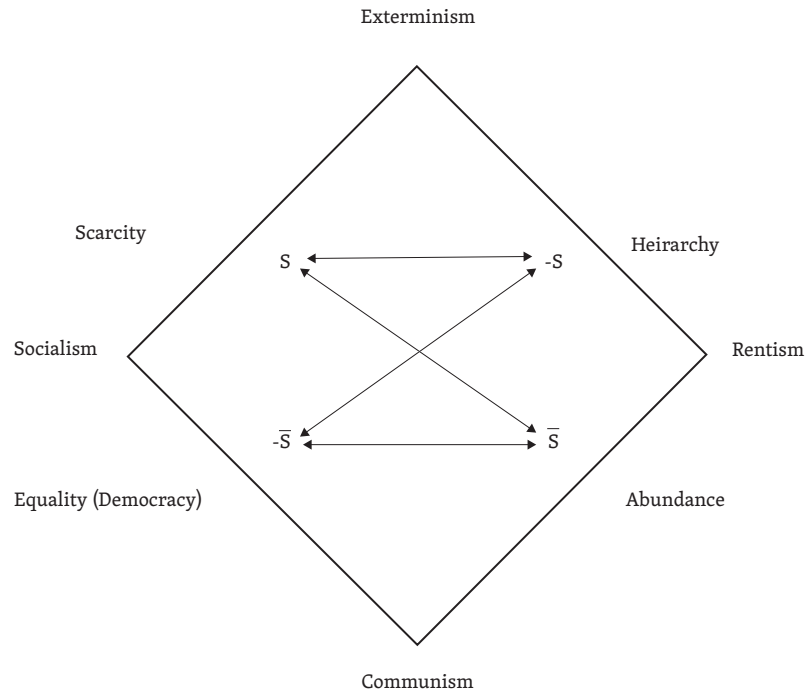 Exterminism
Scarcity
Heirarchy
S
-S
Socialism
Rentism
-S̅
S̅
Equality (Democracy)
Abundance
Communism